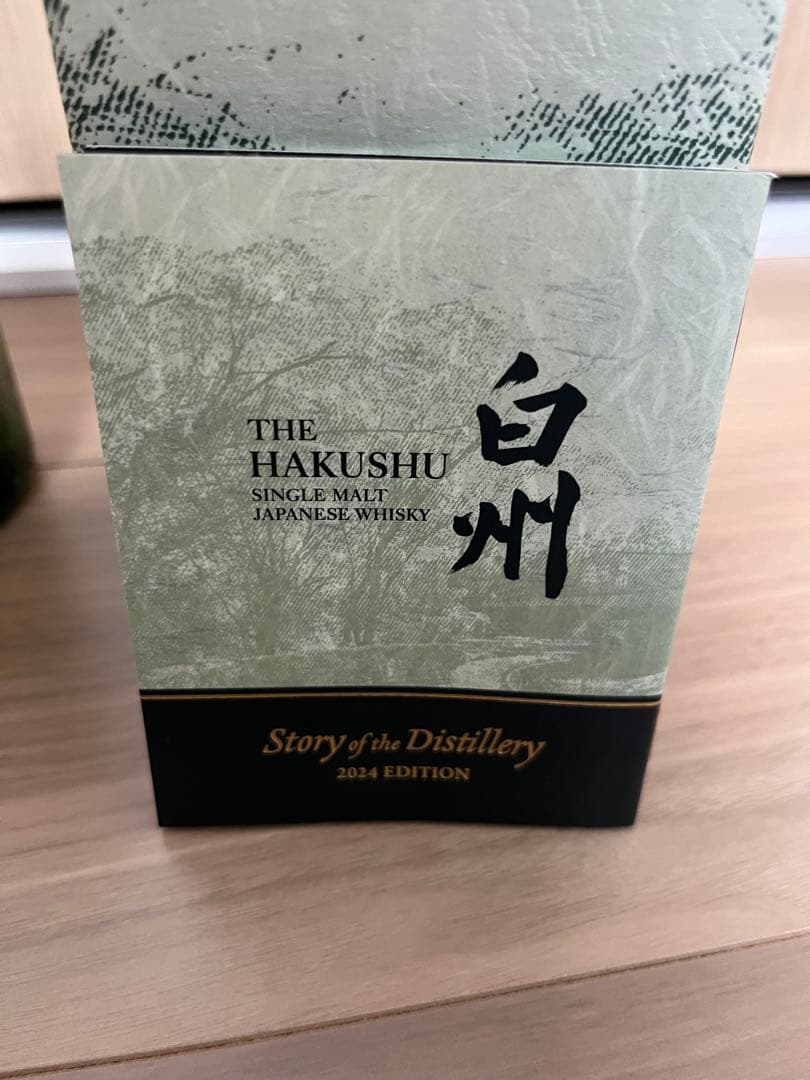 THE
HAKUSHU
SINGLE MALT
JAPANESE WHISKY
白州
Story of the Distillery
2024 EDITION